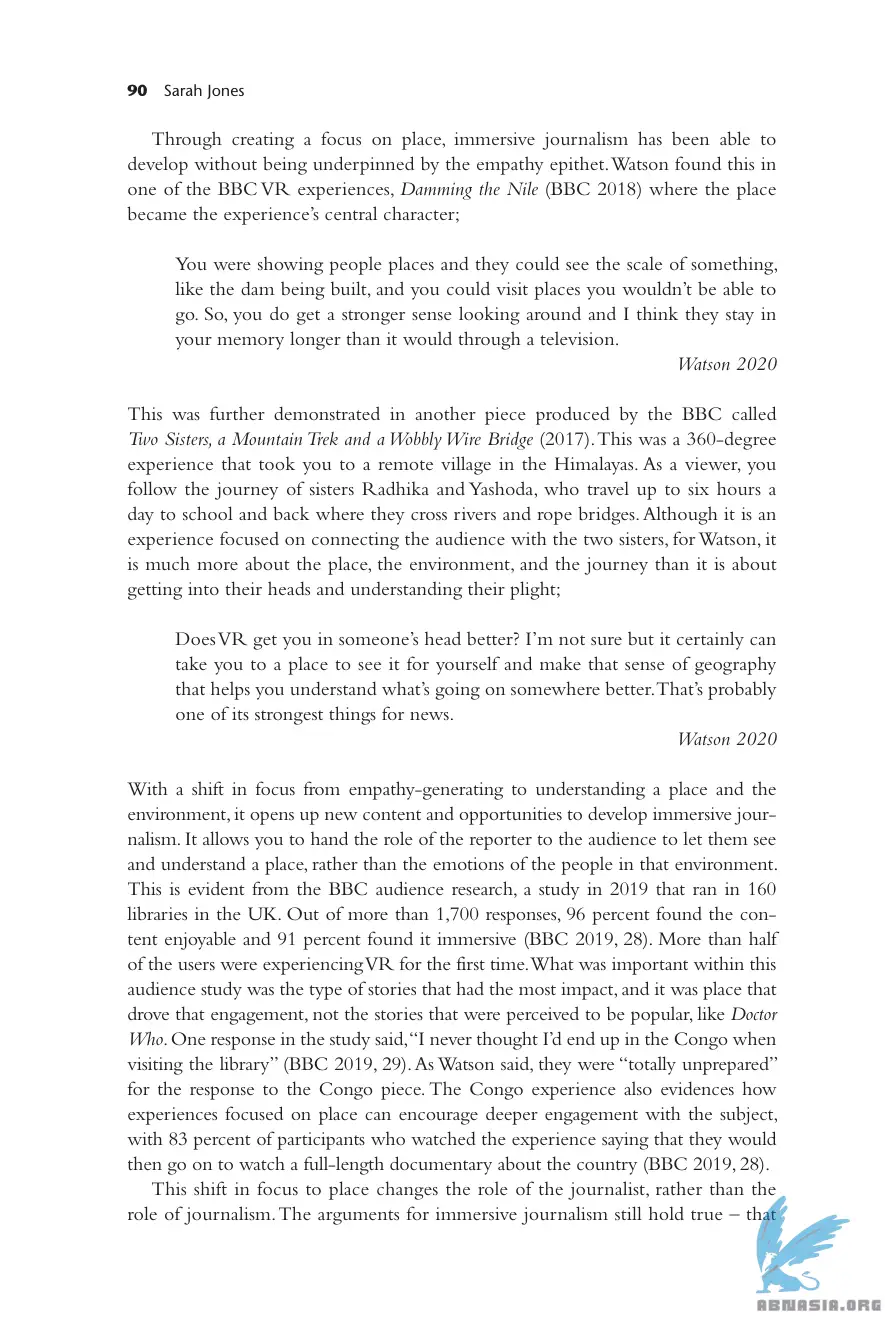 90 Sarah Jones
Through creating a focus on place, immersive journalism has been able to
develop without being underpinned by the empathy epithet. Watson found this in
one of the BBC VR experiences, Damming the Nile (BBC 2018) where the place
became the experience's central character;
You were showing people places and they could see the scale of something,
like the dam being built, and you could visit places you wouldn't be able to
go. So, you do get a stronger sense looking around and I think they stay in
your memory longer than it would through a television.
Watson 2020
This was further demonstrated in another piece produced by the BBC called
Two Sisters, a Mountain Trek and a Wobbly Wire Bridge (2017). This was a 360-degree
experience that took you to a remote village in the Himalayas. As a viewer, you
follow the journey of sisters Radhika and Yashoda, who travel up to six hours a
day to school and back where they cross rivers and rope bridges. Although it is an
experience focused on connecting the audience with the two sisters, for Watson, it
is much more about the place, the environment, and the journey than it is about
getting into their heads and understanding their plight;
Does VR get you in someone's head better? I'm not sure but it certainly can
take you to a place to see it for yourself and make that sense of geography
that helps you understand what's going on somewhere better. That's probably
one of its strongest things for news.
Watson 2020
With a shift in focus from empathy-generating to understanding a place and the
environment, it opens up new content and opportunities to develop immersive jour-
nalism. It allows you to hand the role of the reporter to the audience to let them see
and understand a place, rather than the emotions of the people in that environment.
This is evident from the BBC audience research, a study in 2019 that ran in 160
libraries in the UK. Out of more than 1,700 responses, 96 percent found the con-
tent enjoyable and 91 percent found it immersive (BBC 2019, 28). More than half
of the users were experiencing VR for the first time. What was important within this
audience study was the type of stories that had the most impact, and it was place that
drove that engagement, not the stories that were perceived to be popular, like Doctor
Who. One response in the study said, "I never thought I'd end up in the Congo when
visiting the library" (BBC 2019, 29). As Watson said, they were "totally unprepared"
for the response to the Congo piece. The Congo experience also evidences how
experiences focused on place can encourage deeper engagement with the subject,
with 83 percent of participants who watched the experience saying that they would
then go on to watch a full-length documentary about the country (BBC 2019, 28).
This shift in focus to place changes the role of the journalist, rather than the
role of journalism. The arguments for immersive journalism still hold true – that
ABNASIA.ORG